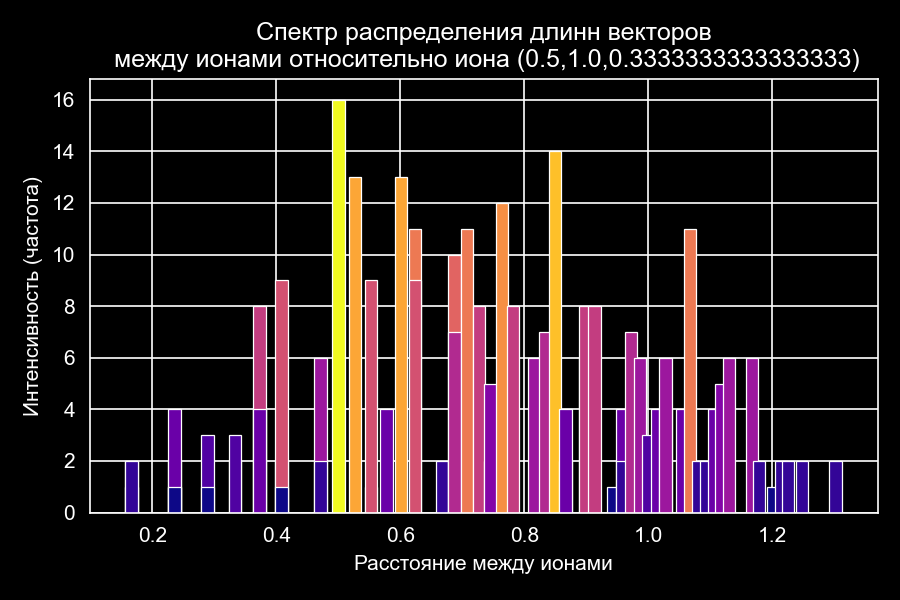 Спектр распределения длинн векторов
между ионами относительно иона (0.5,1.0,0.3333333333333333)
Интенсивность (частота)
16
14
12
10
8
6
4
2
0
0.2 0.4 0.6 0.8 1.0 1.2
Расстояние между ионами